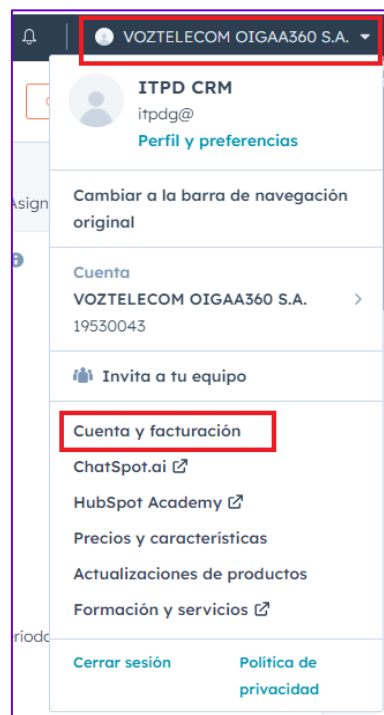 VOZTELECOM OIGAA360 S.A.
ITPD CRM
itpdg@
Perfil y preferencias
Asign
Cambiar a la barra de navegación
original
Cuenta
VOZTELECOM OIGAA360 S.A.
19530043
Invita a tu equipo
Cuenta y facturación
ChatSpot.ai
HubSpot Academy
Precios y características
Actualizaciones de productos
Formación y servicios
Cerrar sesión
Política de
privacidad